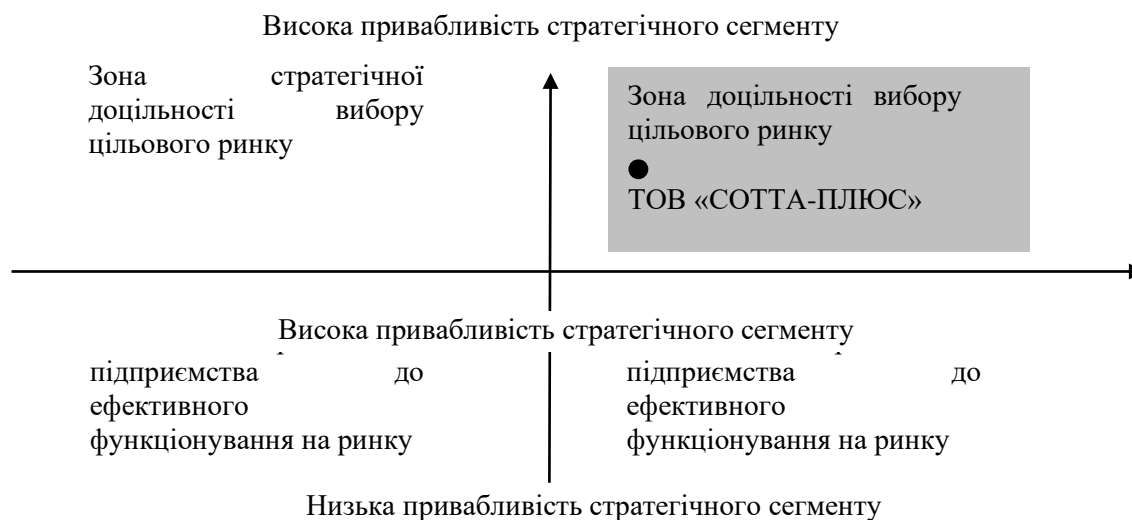 Висока привабливість стратегічного сегменту
Зона стратегічної
доцільності вибору
цільового ринку
Зона доцільності вибору
цільового ринку
ТОВ «СОТТА-ПЛЮС»
Висока привабливість стратегічного сегменту
підприємства до
ефективного
функціонування на ринку
підприємства до
ефективного
функціонування на ринку
Низька привабливість стратегічного сегменту